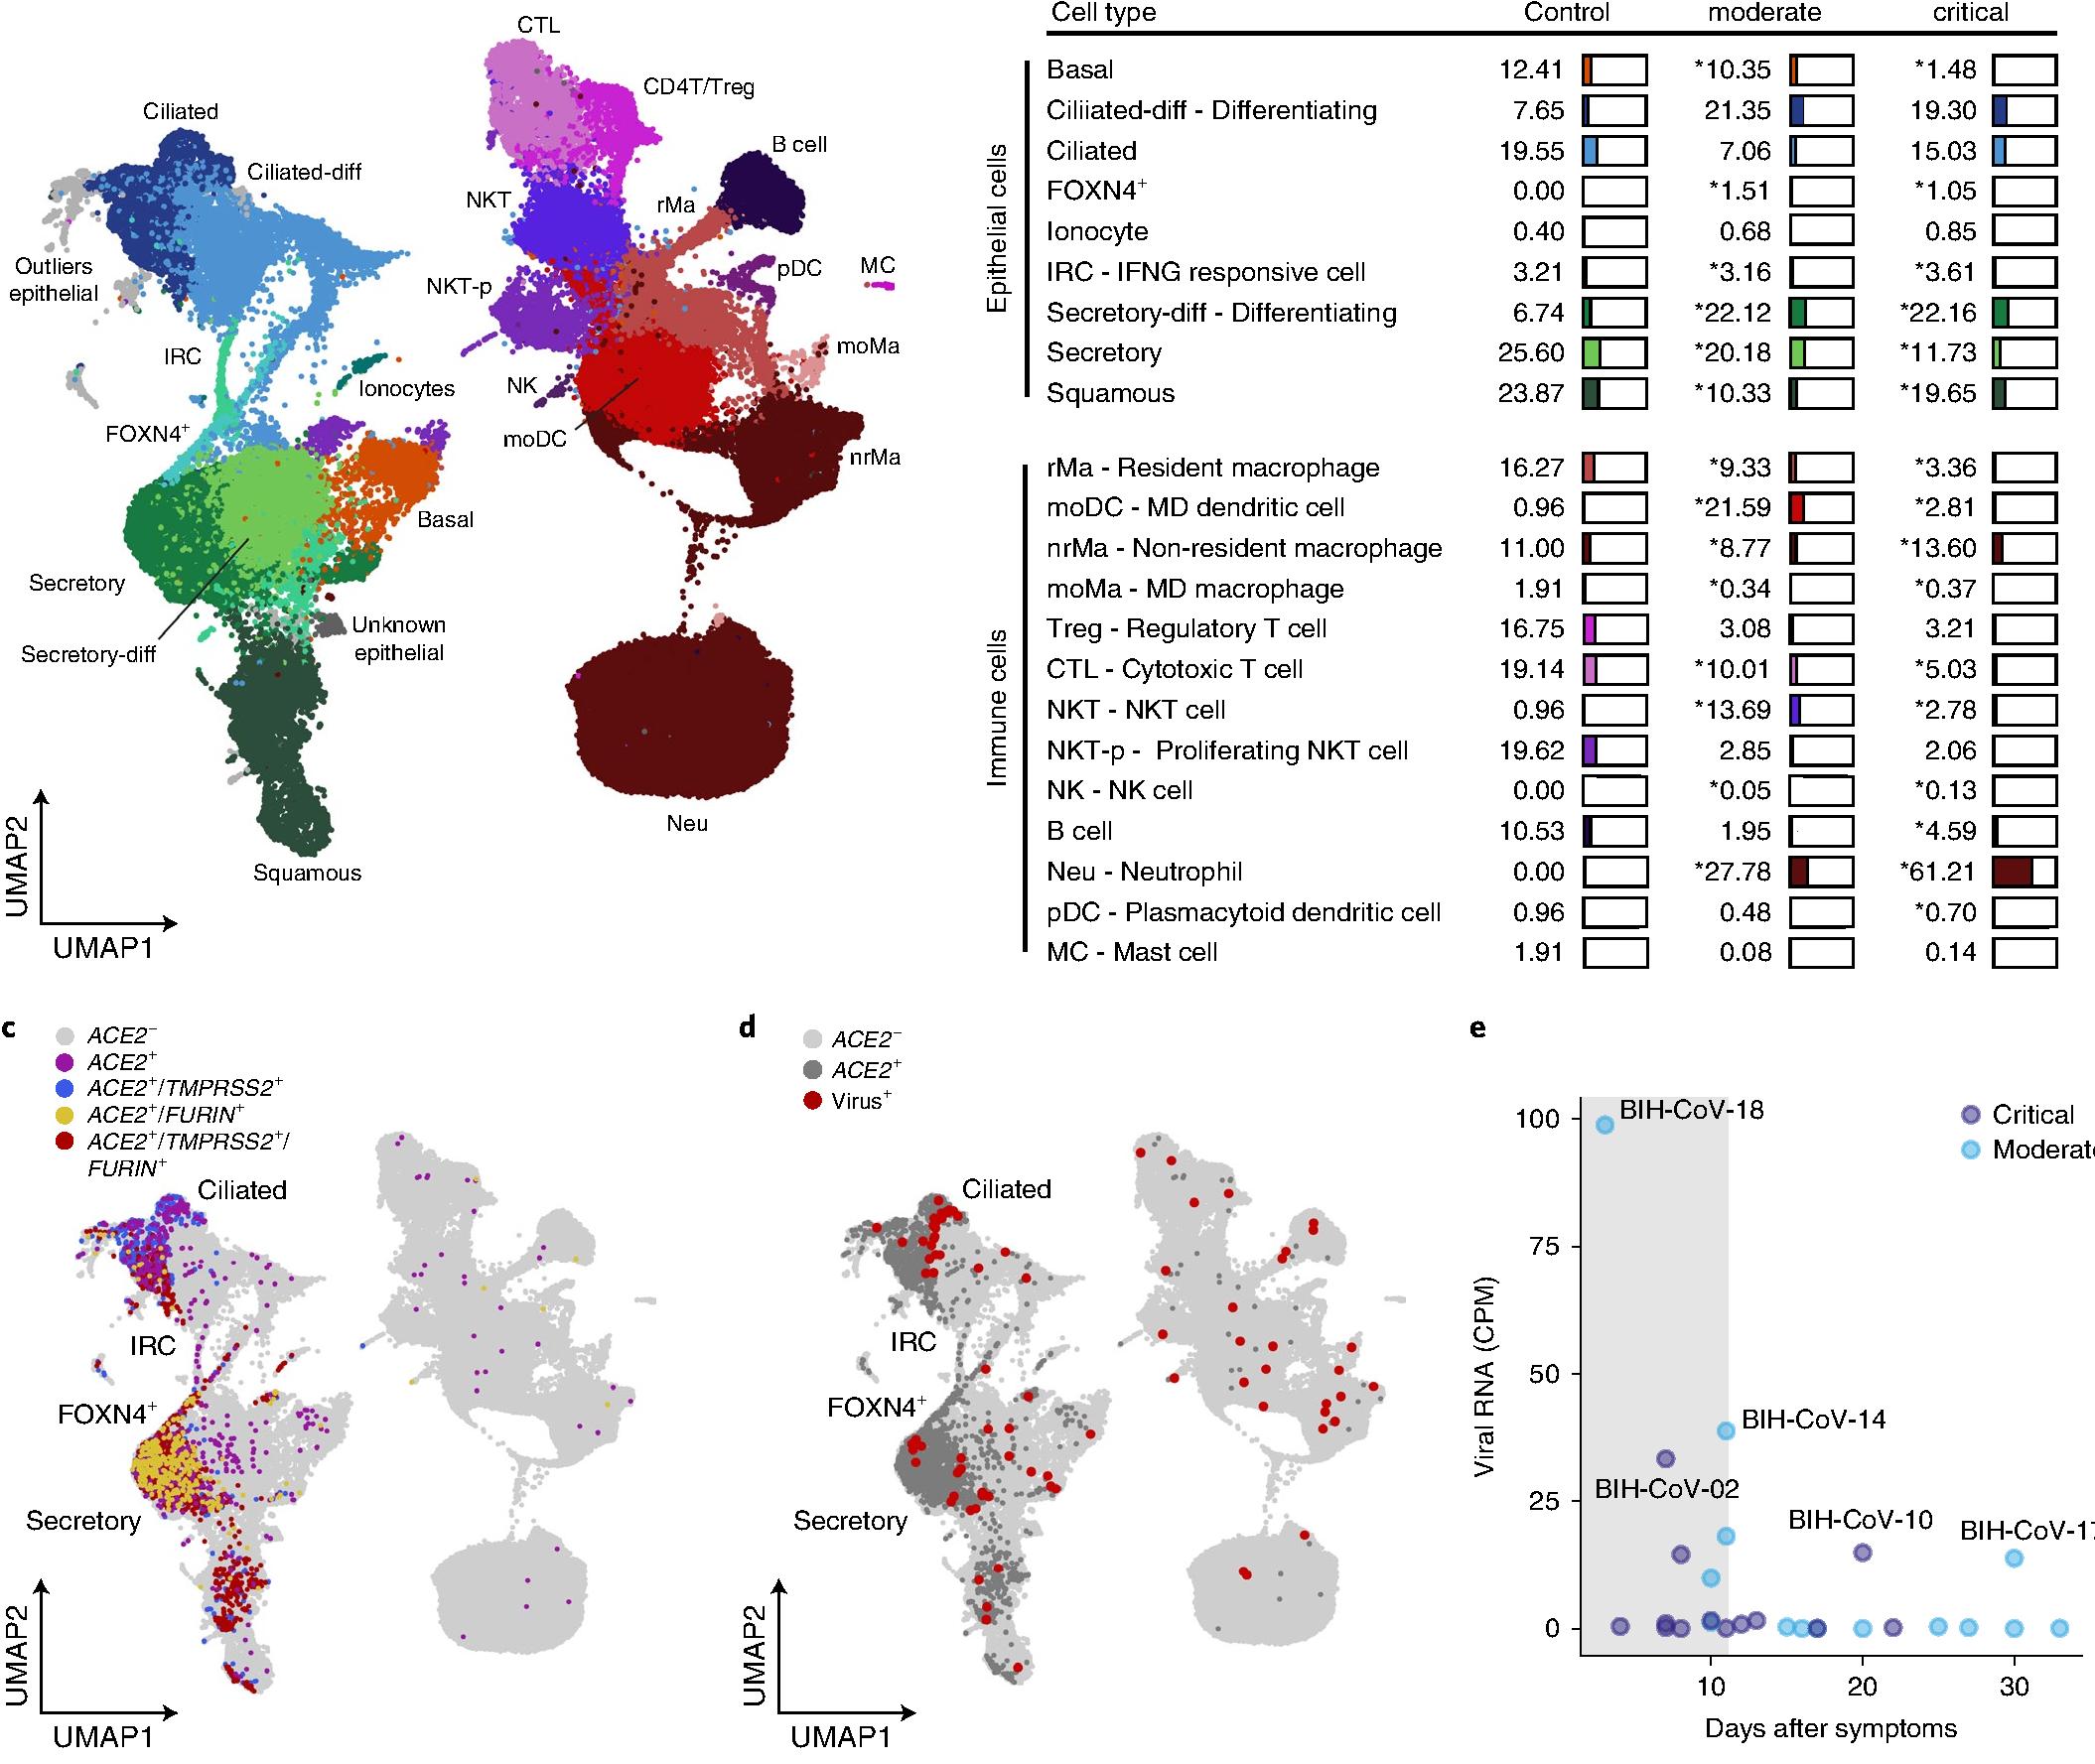 CTL
CD4T/Treg
Ciliated
B cell
Ciliated-diff
NKT
rMa
Outliers
epithelial
pDC
MC
NKT-p
IRC
moMa
Ionocytes
NK
FOXN4+
moDC
nrMa
Basal
Secretory
Unknown
epithelial
Secretory-diff
Neu
Squamous
UMAP2
UMAP1
Cell type Control moderate critical
Epithelial cells
Basal 12.41 *10.35 *1.48
Ciliiated-diff - Differentiating 7.65 21.35 19.30
Ciliated 19.55 7.06 15.03
FOXN4+ 0.00 *1.51 *1.05
Ionocyte 0.40 0.68 0.85
IRC - IFNG responsive cell 3.21 *3.16 *3.61
Secretory-diff - Differentiating 6.74 *22.12 *22.16
Secretory 25.60 *20.18 *11.73
Squamous 23.87 *10.33 *19.65
Immune cells
rMa - Resident macrophage 16.27 *9.33 *3.36
moDC - MD dendritic cell 0.96 *21.59 *2.81
nrMa - Non-resident macrophage 11.00 *8.77 *13.60
moMa - MD macrophage 1.91 *0.34 *0.37
Treg - Regulatory T cell 16.75 3.08 3.21
CTL - Cytotoxic T cell 19.14 *10.01 *5.03
NKT - NKT cell 0.96 *13.69 *2.78
NKT-p - Proliferating NKT cell 19.62 2.85 2.06
NK - NK cell 0.00 *0.05 *0.13
B cell 10.53 1.95 *4.59
Neu - Neutrophil 0.00 *27.78 *61.21
pDC - Plasmacytoid dendritic cell 0.96 0.48 *0.70
MC - Mast cell 1.91 0.08 0.14
c
ACE2−
ACE2+
ACE2+/TMPRSS2+
ACE2+/FURIN+
ACE2+/TMPRSS2+/
FURIN+
Ciliated
IRC
FOXN4+
Secretory
UMAP2
UMAP1
d
ACE2−
ACE2+
Virus+
Ciliated
IRC
FOXN4+
Secretory
UMAP2
UMAP1
e
Critical
Moderate
BIH-CoV-18
BIH-CoV-14
BIH-CoV-02
BIH-CoV-10
BIH-CoV-17
Viral RNA (CPM)
100
75
50
25
0
10 20 30
Days after symptoms